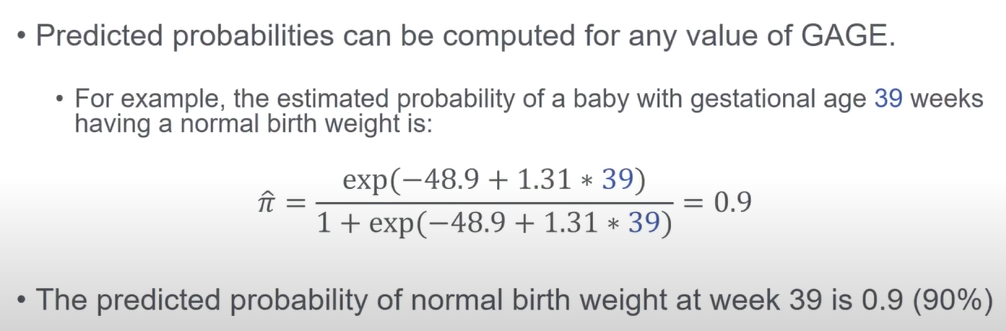 • Predicted probabilities can be computed for any value of GAGE.
• For example, the estimated probability of a baby with gestational age 39 weeks
having a normal birth weight is:
π̂ = exp(−48.9 + 1.31 ∗ 39) / 1 + exp(−48.9 + 1.31 ∗ 39) = 0.9
• The predicted probability of normal birth weight at week 39 is 0.9 (90%)